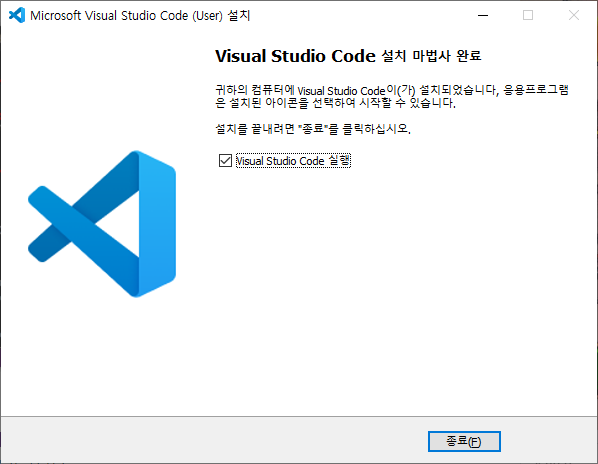 Microsoft Visual Studio Code (User) 설치
Visual Studio Code 설치 마법사 완료
귀하의 컴퓨터에 Visual Studio Code이(가) 설치되었습니다, 응용프로그램
은 설치된 아이콘을 선택하여 시작할 수 있습니다.
설치를 끝내려면 "종료"를 클릭하십시오.
Visual Studio Code 실행
종료(F)